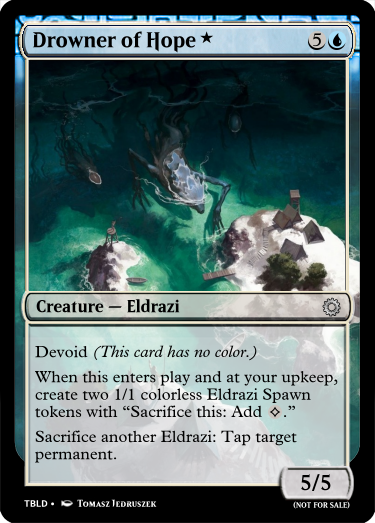 Drowner of Hope ★ 5
Creature — Eldrazi
Devoid (This card has no color.)
When this enters play and at your upkeep,
create two 1/1 colorless Eldrazi Spawn
tokens with “Sacrifice this: Add .”
Sacrifice another Eldrazi: Tap target
permanent.
5/5
TBLD • Tomasz Jedruszek
(NOT FOR SALE)